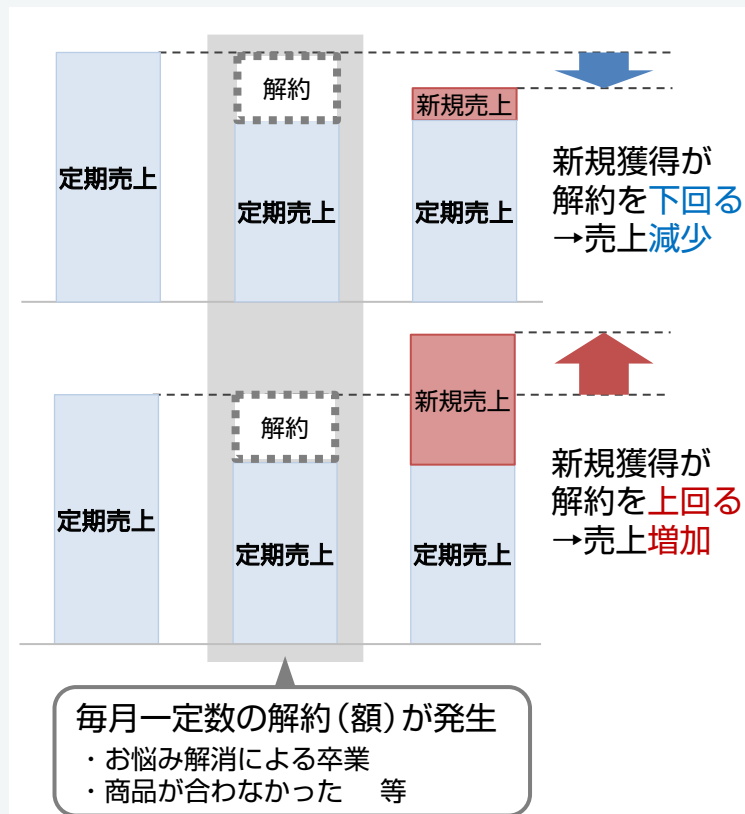 定期売上
解約
定期売上
新規売上
定期売上
新規獲得が
解約を下回る
→売上減少
定期売上
解約
定期売上
新規売上
定期売上
新規獲得が
解約を上回る
→売上増加
毎月一定数の解約(額)が発生
・お悩み解消による卒業
・商品が合わなかった　等